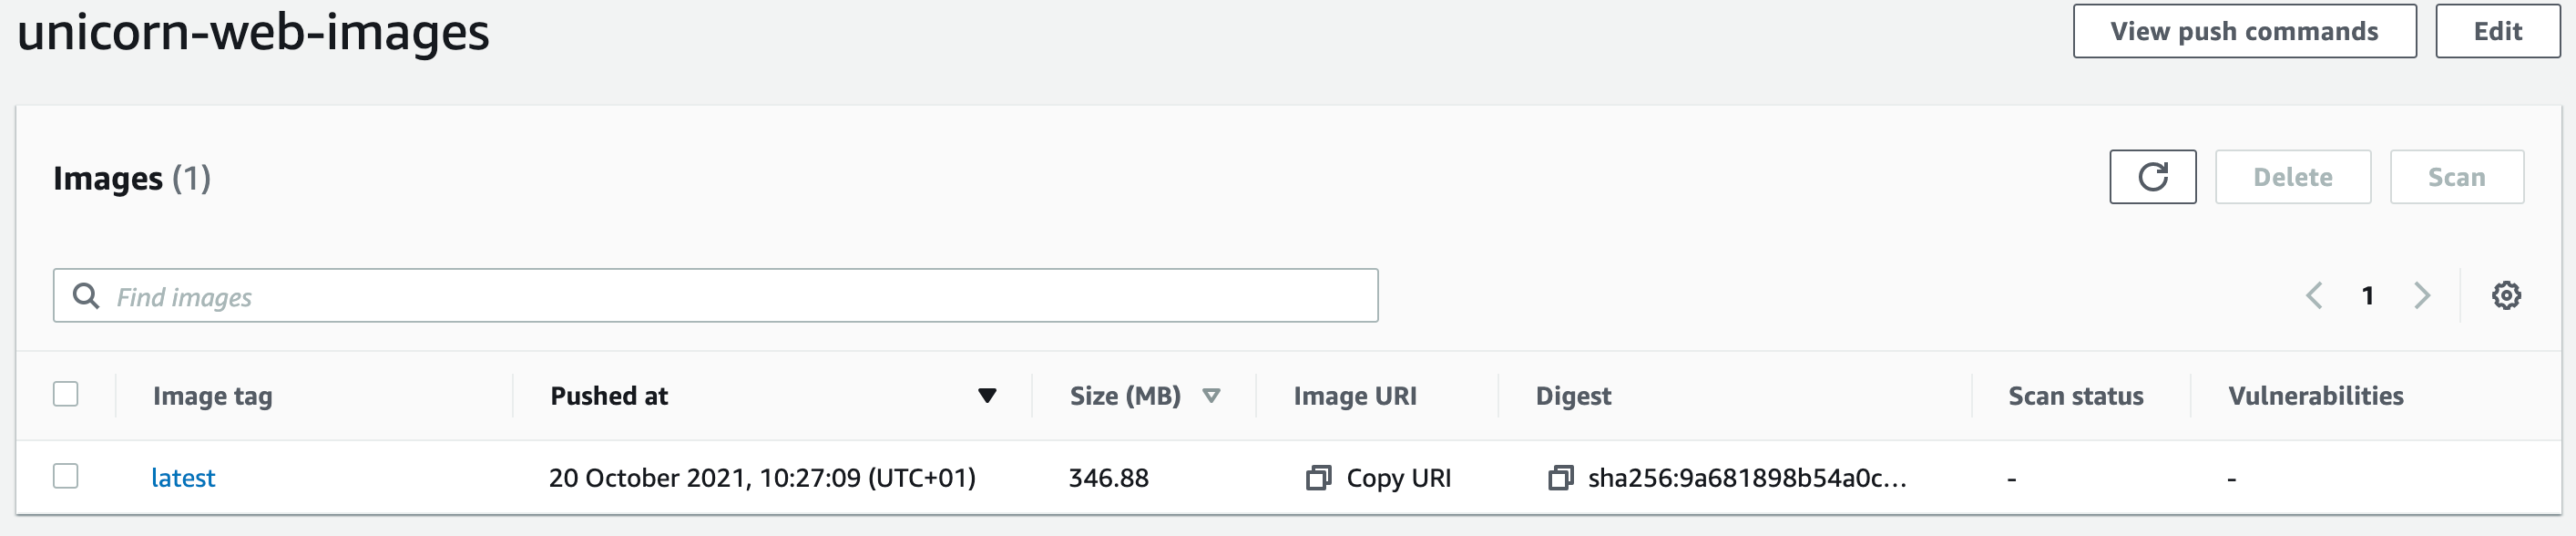 unicorn-web-images
View push commands
Edit
Images (1)
Delete
Scan
Find images
1
Image tag Pushed at Size (MB) Image URI Digest Scan status Vulnerabilities
latest 20 October 2021, 10:27:09 (UTC+01) 346.88 Copy URI sha256:9a681898b54a0c... - -